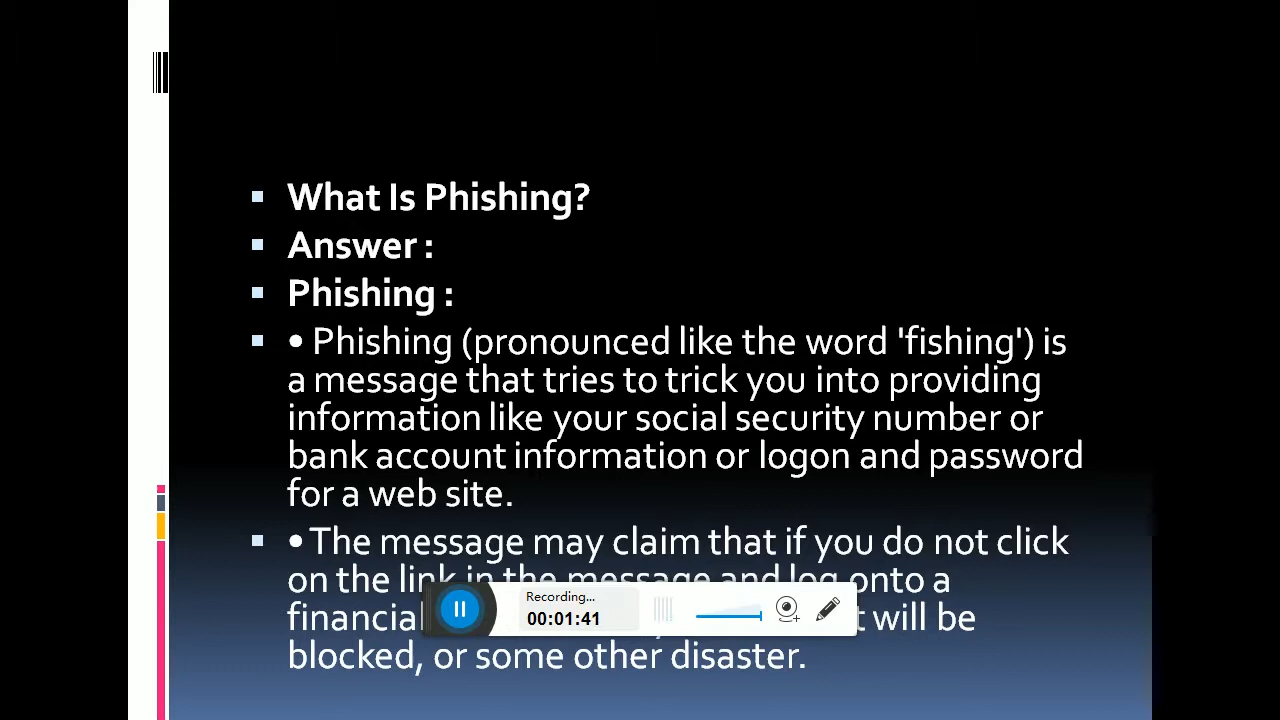 What Is Phishing?
Answer :
Phishing :
• Phishing (pronounced like the word 'fishing') is
a message that tries to trick you into providing
information like your social security number or
bank account information or logon and password
for a web site.
• The message may claim that if you do not click
on the link in the message and log onto a
financial will be
blocked, or some other disaster.
Recording...
00:01:41